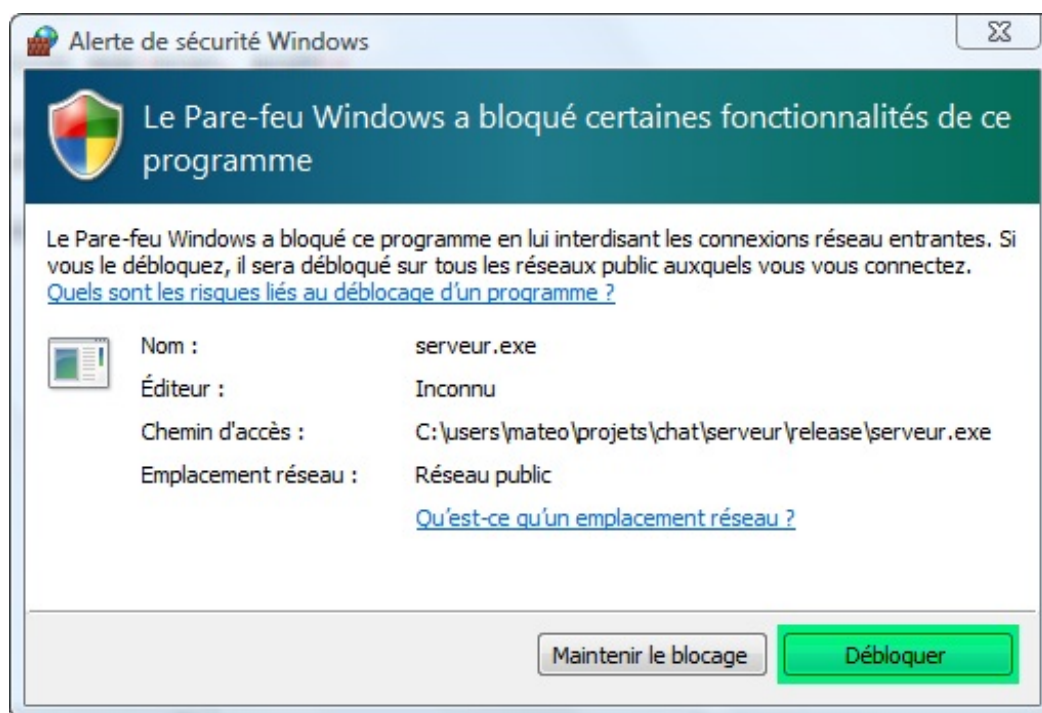 Alerte de sécurité Windows
Le Pare-feu Windows a bloqué certaines fonctionnalités de ce
programme
Le Pare-feu Windows a bloqué ce programme en lui interdisant les connexions réseau entrantes. Si
vous le débloquez, il sera débloqué sur tous les réseaux public auxquels vous vous connectez.
Quels sont les risques liés au déblocage d'un programme ?
Nom : serveur.exe
Éditeur : Inconnu
Chemin d'accès : C:\users\mateo\projets\chat\serveur\release\serveur.exe
Emplacement réseau : Réseau public
Qu'est-ce qu'un emplacement réseau ?
Maintenir le blocage Débloquer